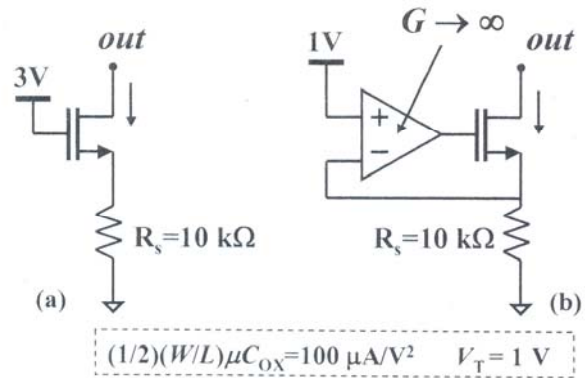 out
3V
R_s=10 kΩ
(a)
G → ∞
1V
out
+
−
R_s=10 kΩ
(b)
(1/2)(W/L)μC_OX=100 μA/V² V_T = 1 V